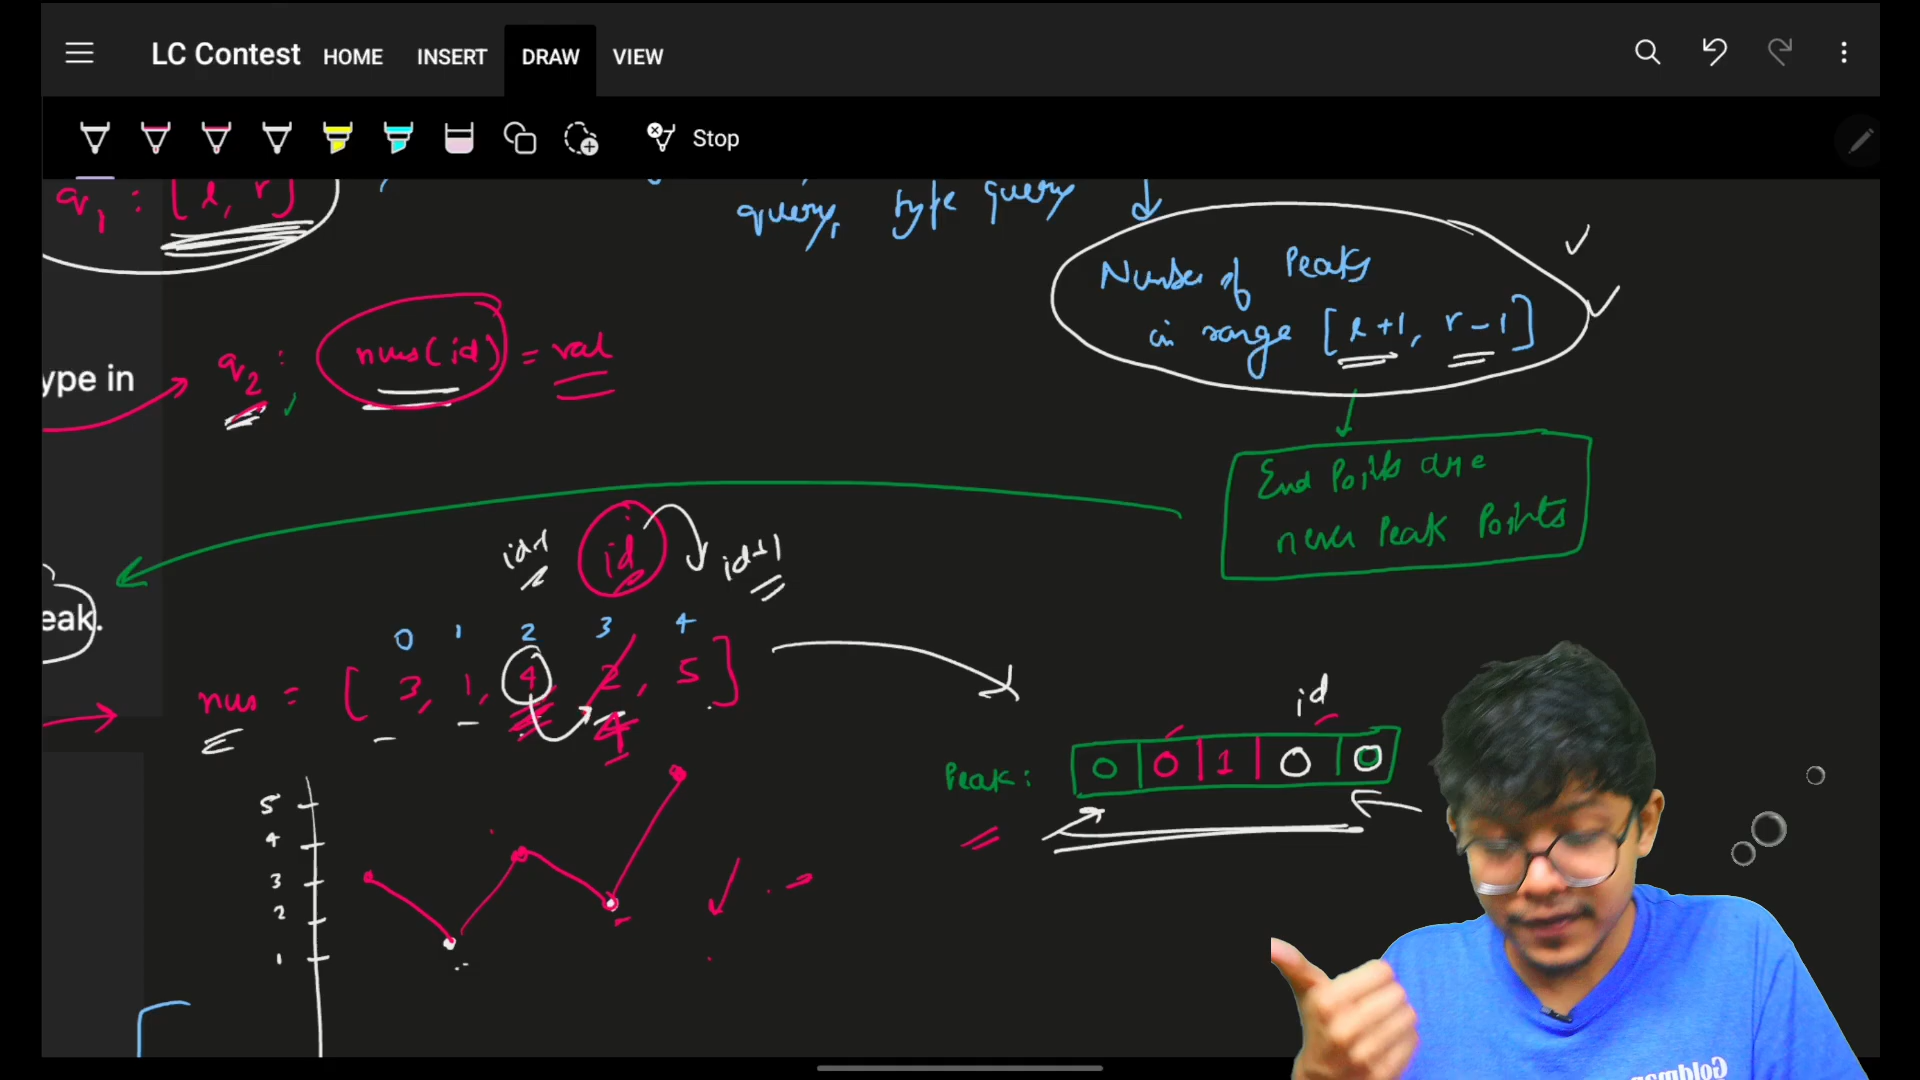 LC Contest HOME INSERT DRAW VIEW
Stop
q1 : [l, r]
query, type query
Number of Peaks
in range [l+1, r-1]
q2 : nums(id) = val
ype in
End Points are
never Peak Points
id-1 id id+1
eak.
0 1 2 3 4
nus = [3, 1, 4, 2, 5]
4
id
Peak: 0 0 1 0 0
5
4
3
2
1